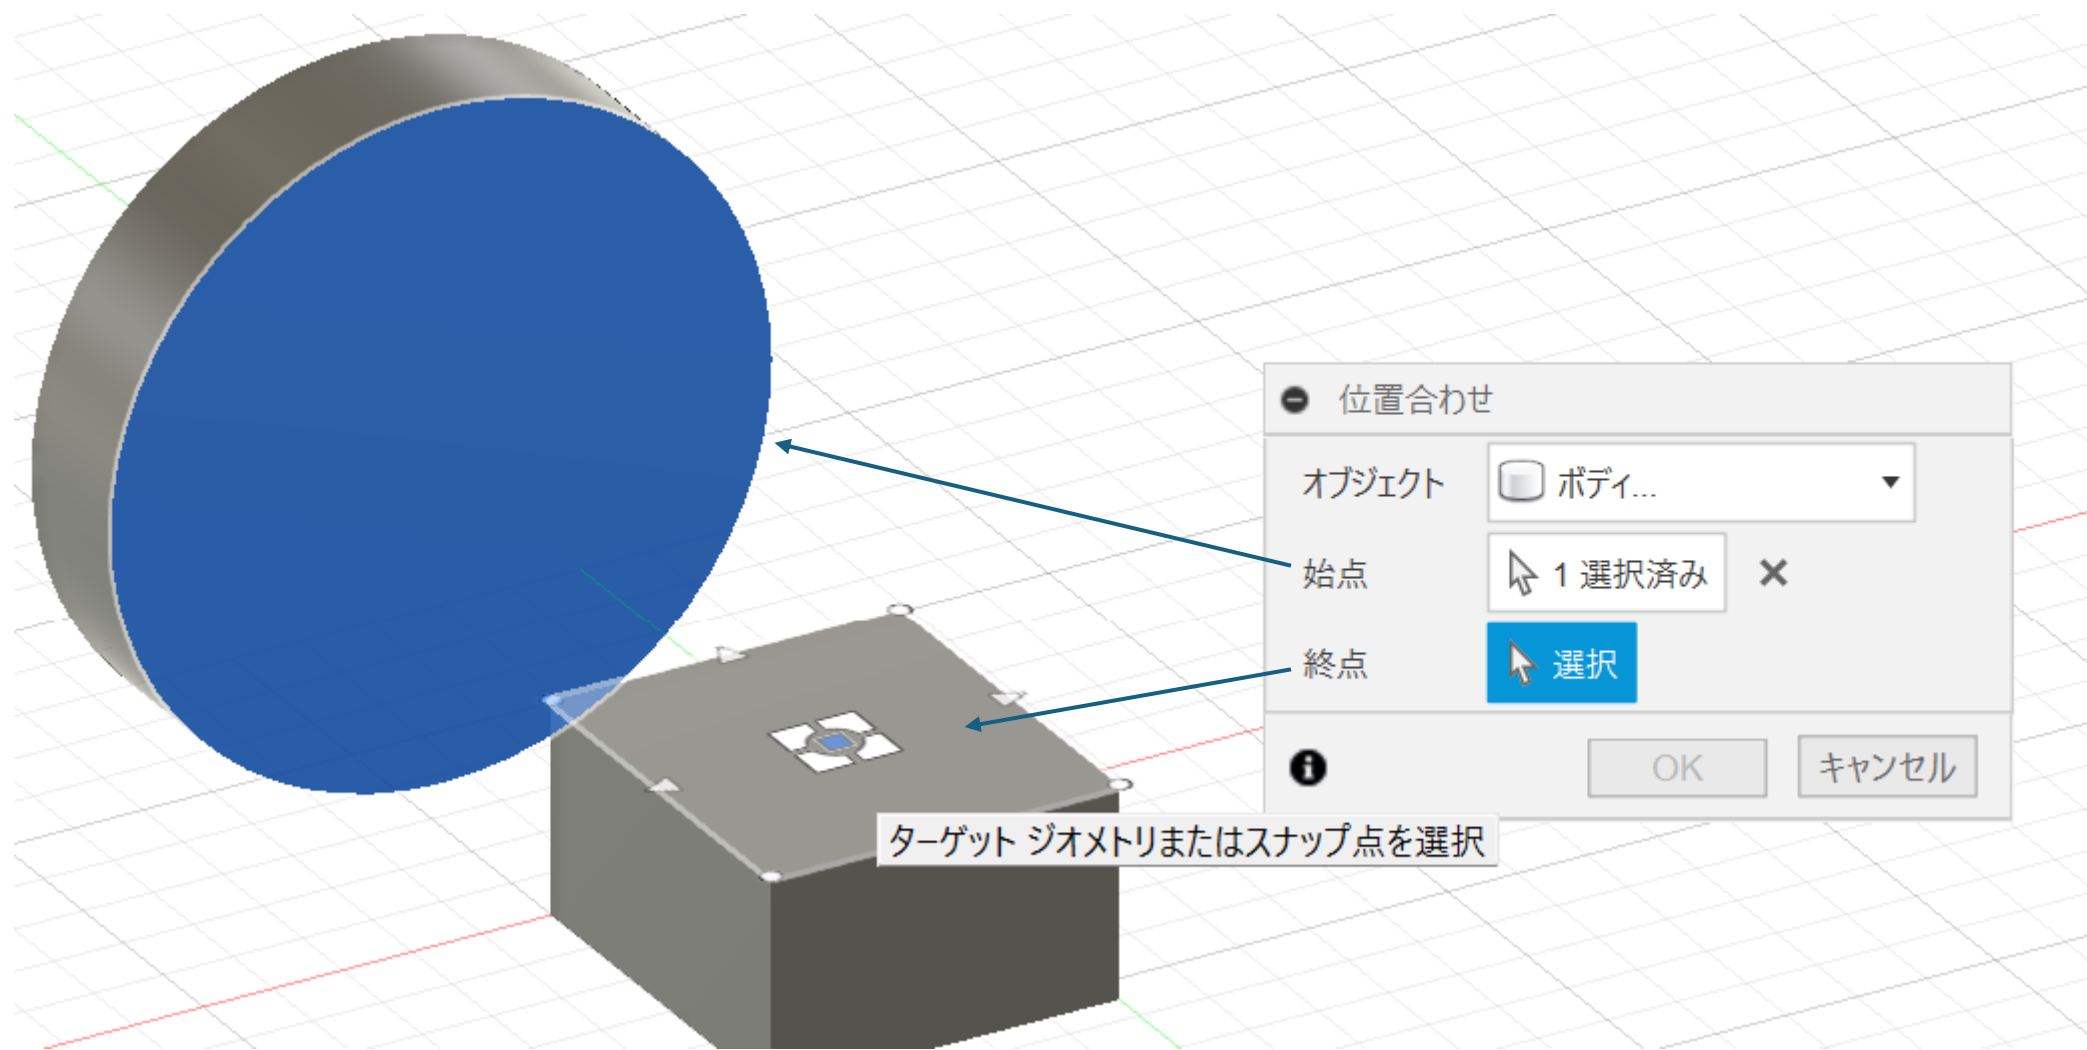 位置合わせ
オブジェクト ボディ...
始点 1 選択済み
終点 選択
OK キャンセル
ターゲット ジオメトリまたはスナップ点を選択